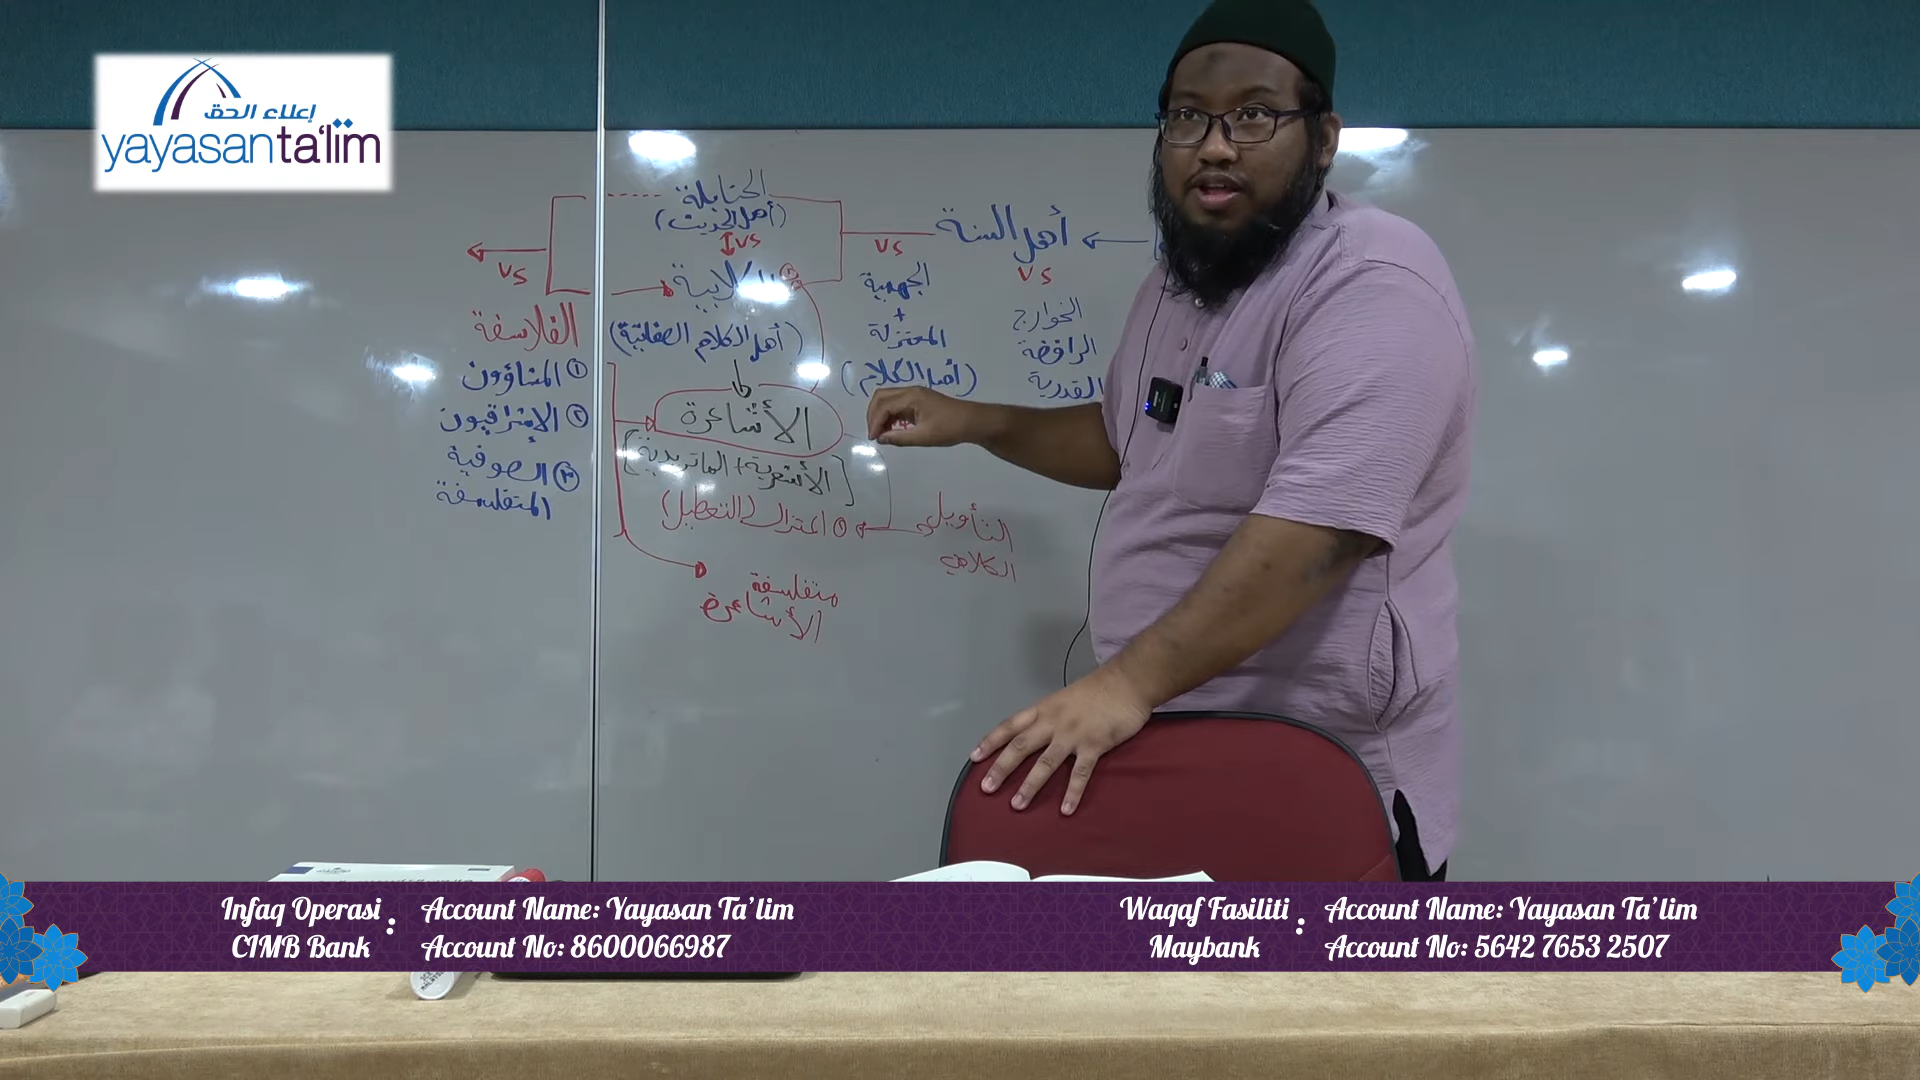 إعلاء الحق
yayasanta'lim
أهل السنة
vs
الخوارج
الرافضة
القدرية
vs
الجهمية
+
المعتزلة
(أهل الكلام)
الحنابلة
(أهل الحديث)
vs
الكلابية
(أهل الكلام الصفاتية)
الأشاعرة
[الأشعرية + الماتريدية]
① اعتزال (التعطيل)
التأويل
الكلامي
متفلسفة
الأشاعرة
vs
الفلاسفة
① المشاؤون
② الإشراقيون
③ الصوفية
المتفلسفة
Infaq Operasi : Account Name: Yayasan Ta'lim
CIMB Bank Account No: 8600066987
Waqaf Fasiliti : Account Name: Yayasan Ta'lim
Maybank Account No: 5642 7653 2507